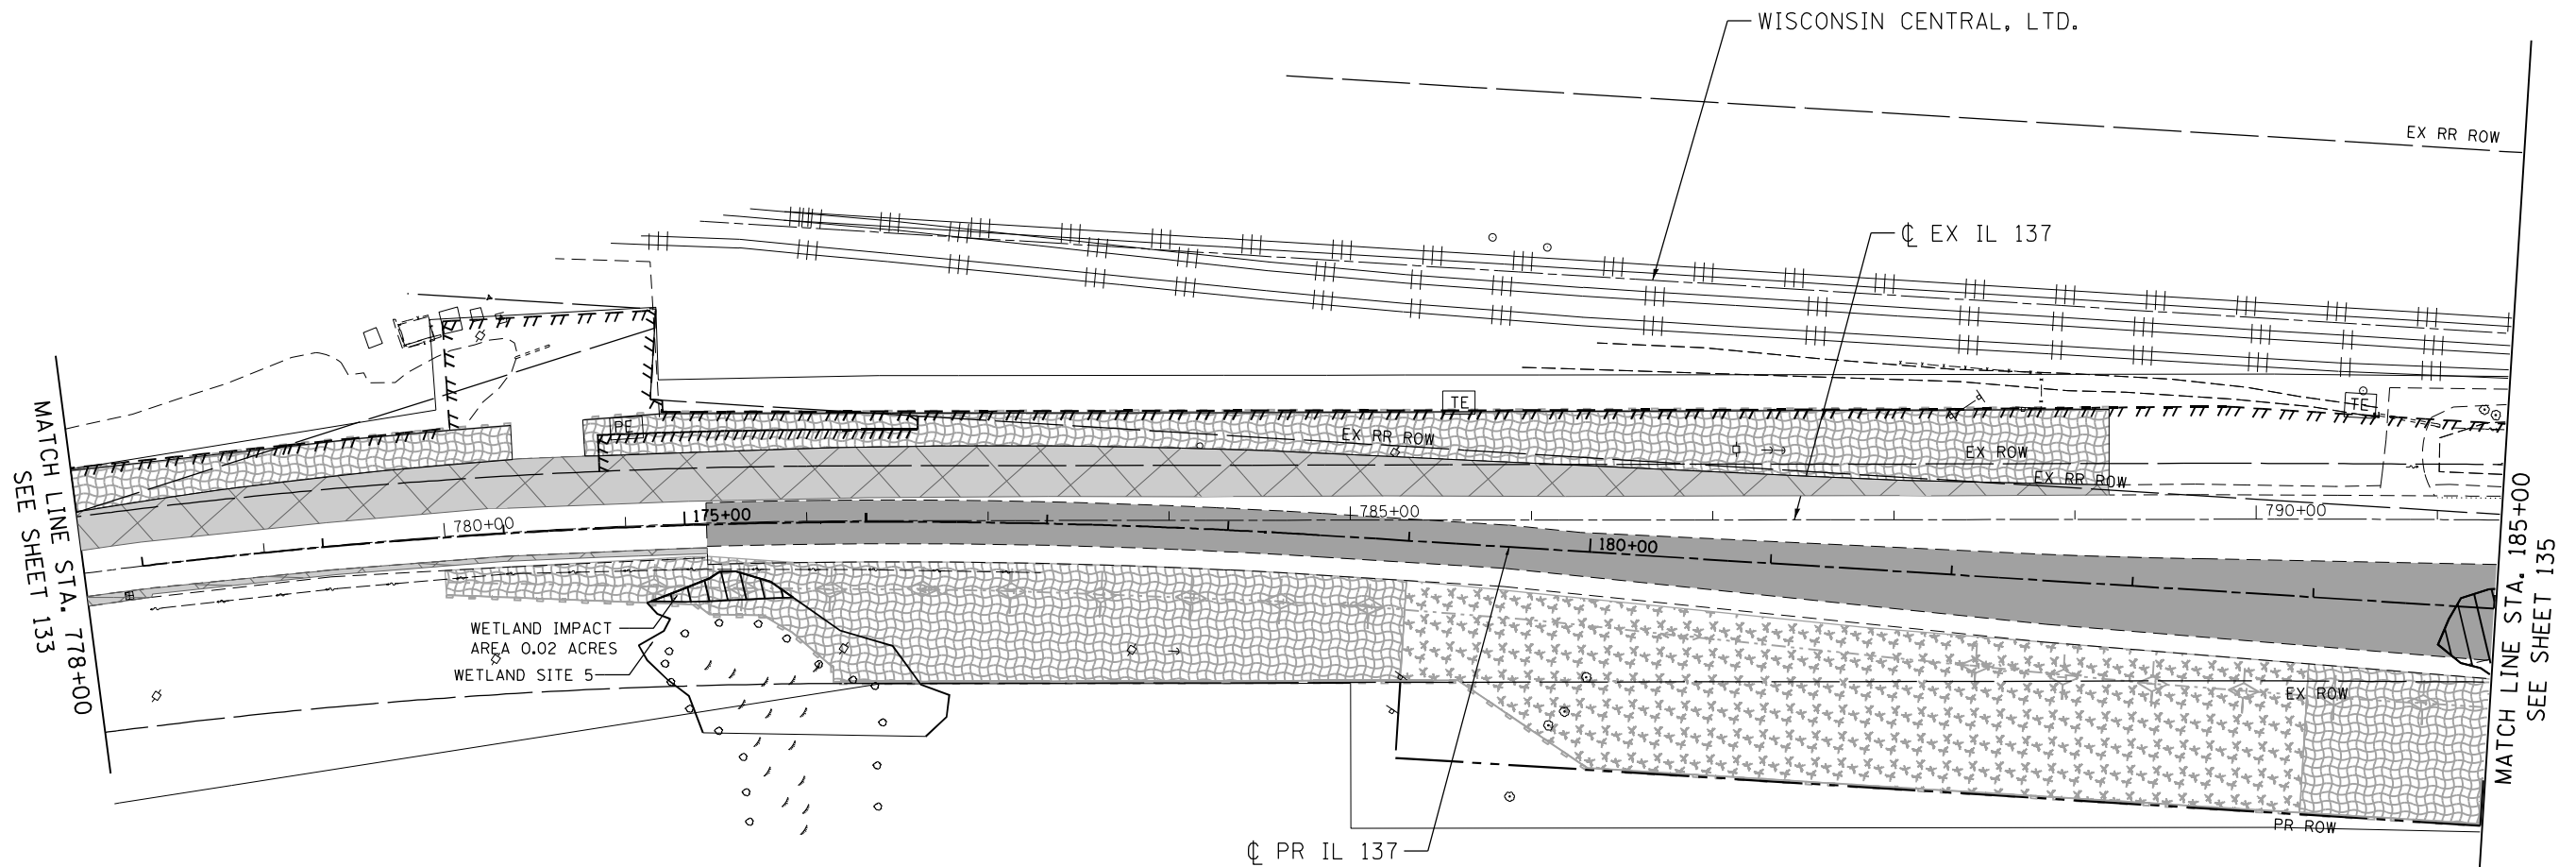 WISCONSIN CENTRAL, LTD.
EX RR ROW
℄ EX IL 137
TE
TE
PE
EX RR ROW
EX ROW
EX RR ROW
780+00
175+00
785+00
790+00
180+00
MATCH LINE STA. 778+00
SEE SHEET 133
WETLAND IMPACT
AREA 0.02 ACRES
WETLAND SITE 5
EX ROW
PR ROW
℄ PR IL 137
MATCH LINE STA. 185+00
SEE SHEET 135